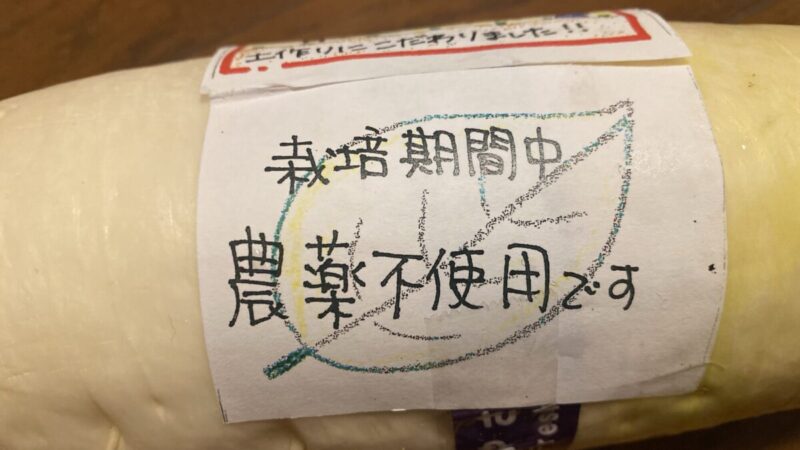 土作りにこだわりました!!
栽培期間中
農薬不使用です